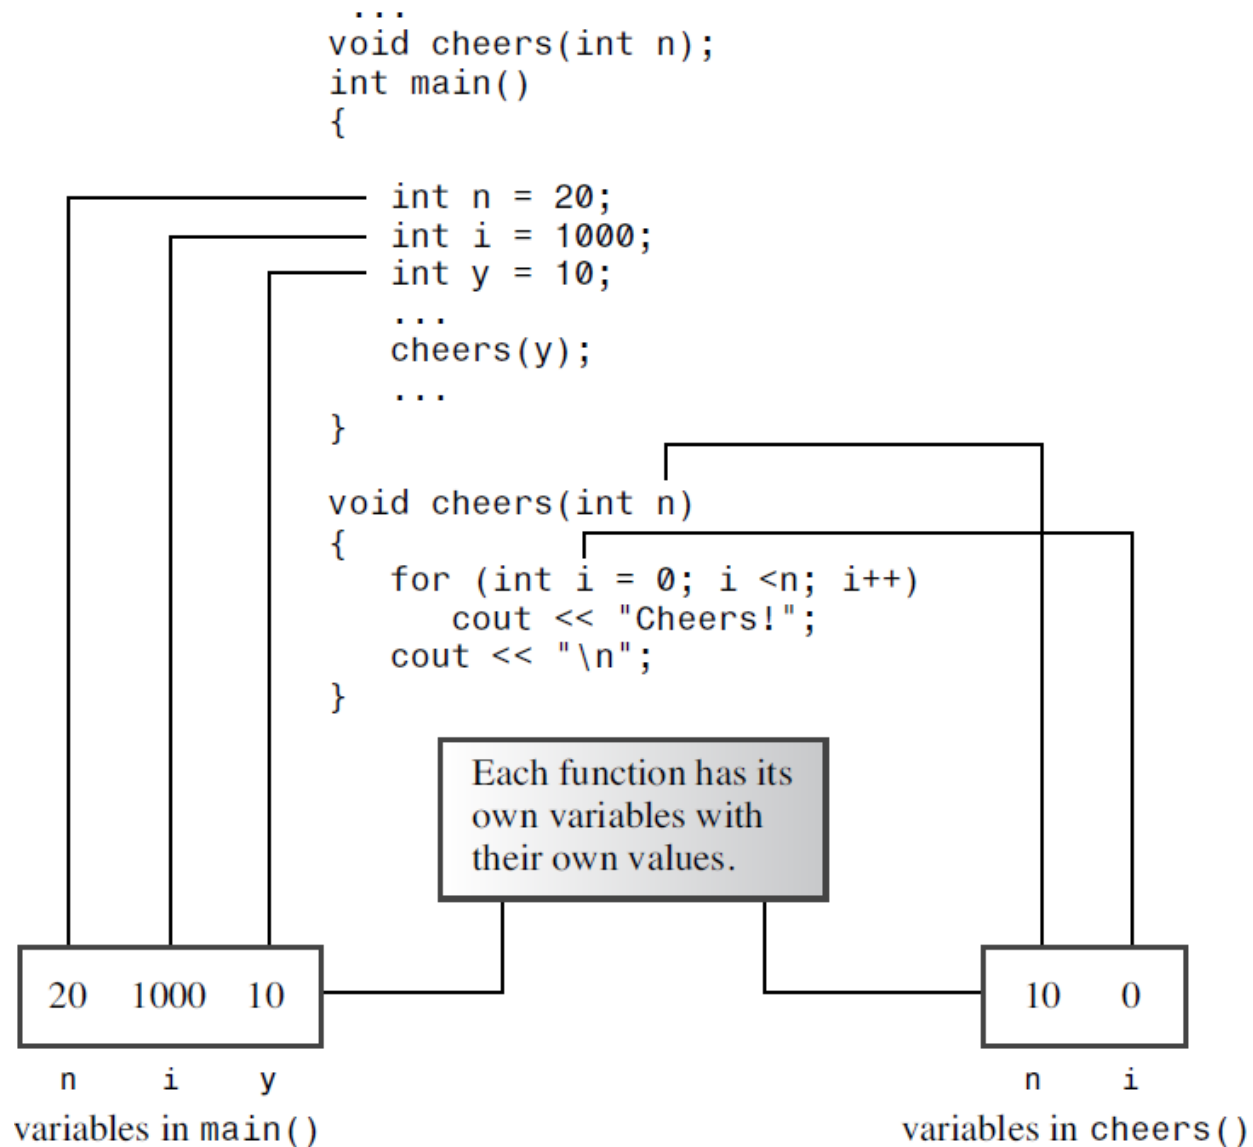 ...
void cheers(int n);
int main()
{
int n = 20;
int i = 1000;
int y = 10;
...
cheers(y);
...
}
void cheers(int n)
{
for (int i = 0; i <n; i++)
cout << "Cheers!";
cout << "\n";
}
Each function has its
own variables with
their own values.
20 1000 10
n i y
variables in main()
10 0
n i
variables in cheers()